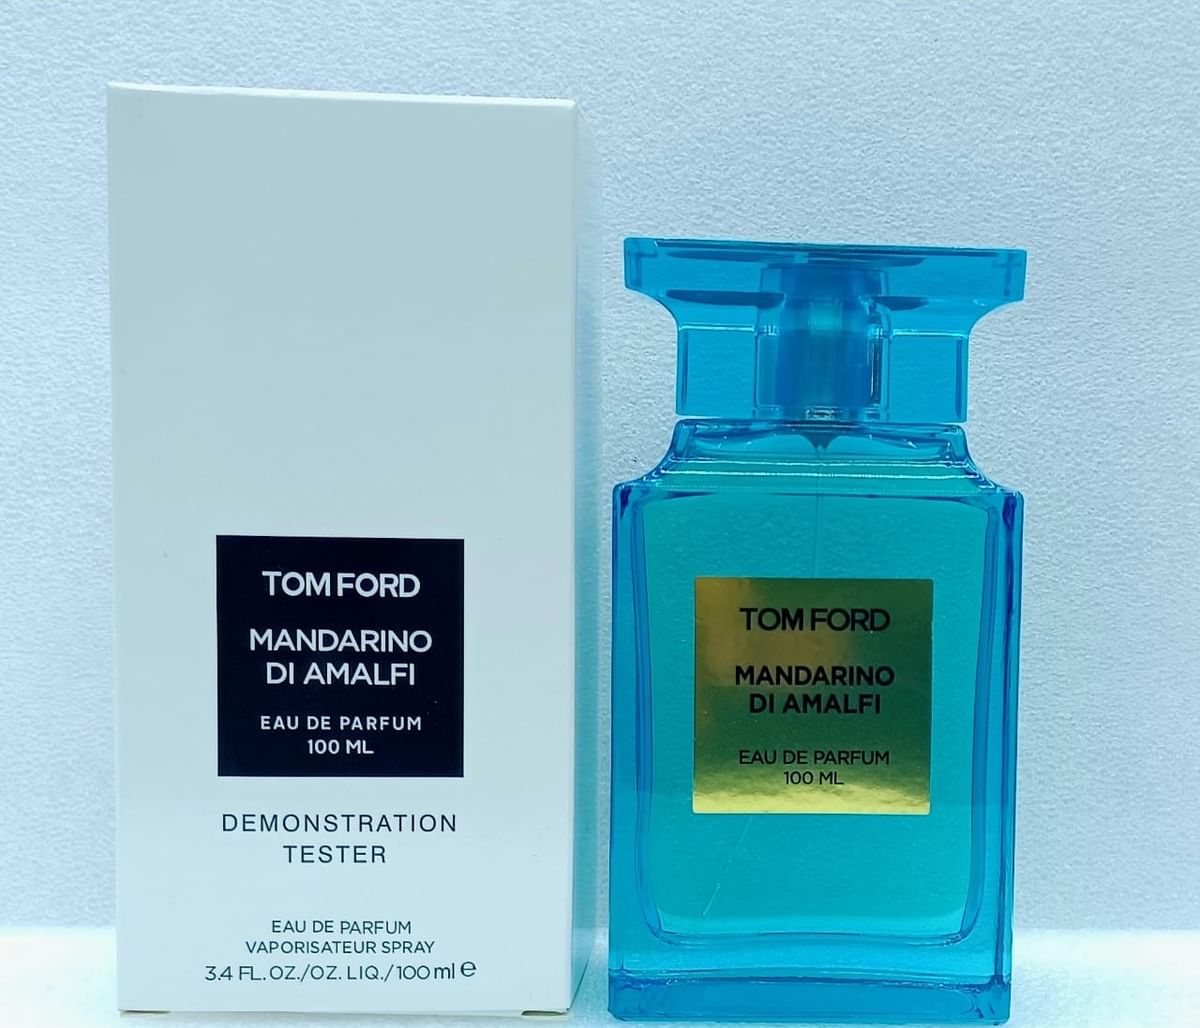 TOM FORD
MANDARINO
DI AMALFI
EAU DE PARFUM
100 ML
DEMONSTRATION
TESTER
EAU DE PARFUM
VAPORISATEUR SPRAY
3.4 FL. OZ./OZ. LIQ./100 ml e
TOM FORD
MANDARINO
DI AMALFI
EAU DE PARFUM
100 ML